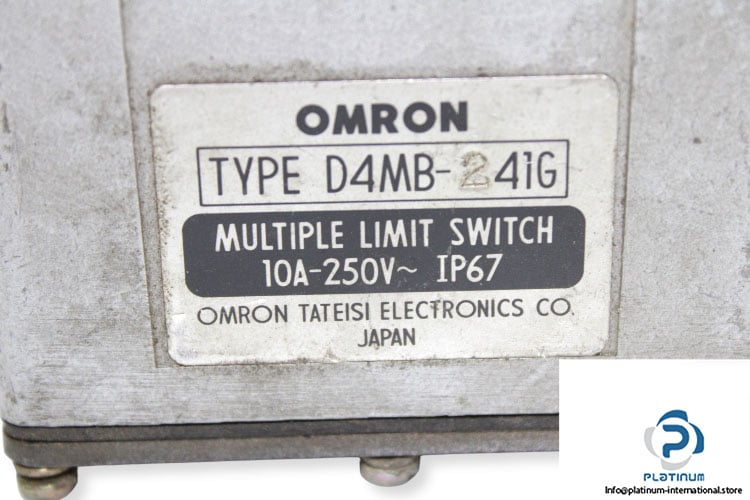 OMRON
TYPE D4MB-241G
MULTIPLE LIMIT SWITCH
10A-250V~ IP67
OMRON TATEISI ELECTRONICS CO.
JAPAN
PLATINUM
Info@platinum-international.store